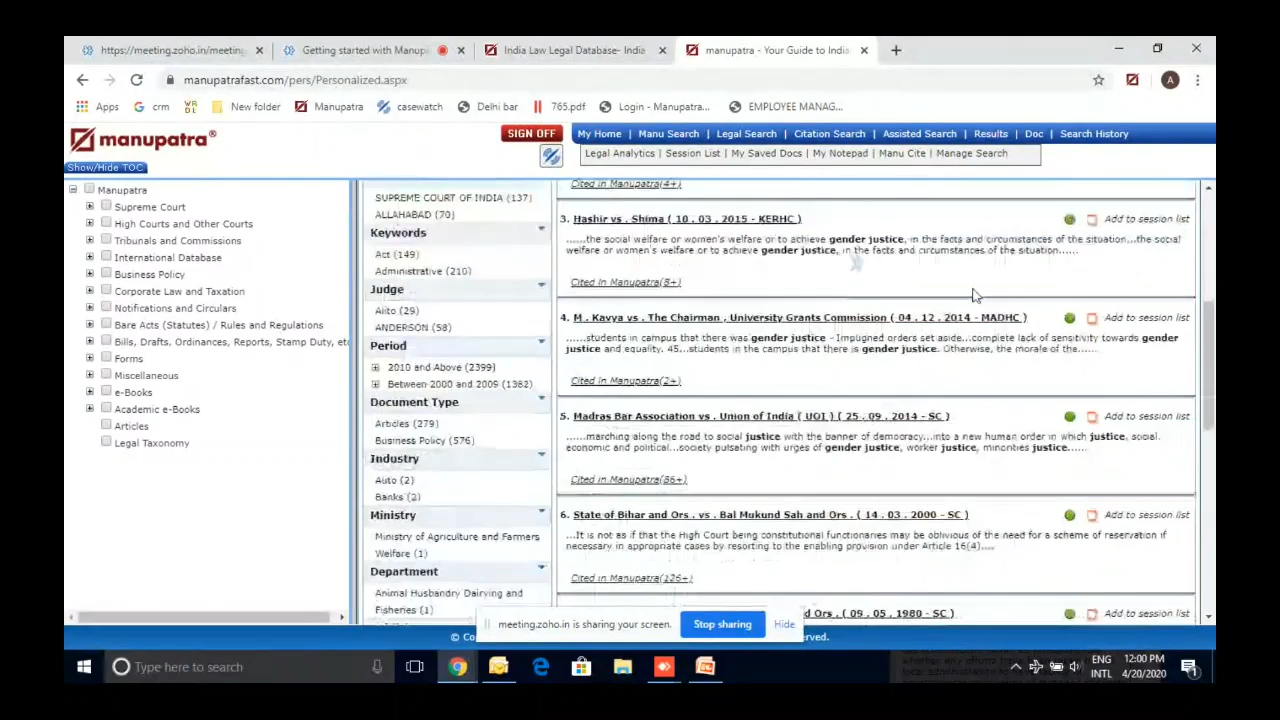 https://meeting.zoho.in/meeting
Getting started with Manup
India Law Legal Database- India
manupatra - Your Guide to India
manupatrafast.com/pers/Personalized.aspx
A
Apps
crm
New folder
Manupatra
casewatch
Delhi bar
765.pdf
Login - Manupatra...
EMPLOYEE MANAG...
manupatra®
SIGN OFF
My Home | Manu Search | Legal Search | Citation Search | Assisted Search | Results | Doc | Search History
Legal Analytics | Session List | My Saved Docs | My Notepad | Manu Cite | Manage Search
Show/Hide TOC
Manupatra
Supreme Court
High Courts and Other Courts
Tribunals and Commissions
International Database
Business Policy
Corporate Law and Taxation
Notifications and Circulars
Bare Acts (Statutes) / Rules and Regulations
Bills, Drafts, Ordinances, Reports, Stamp Duty, etc
Forms
Miscellaneous
e-Books
Academic e-Books
Articles
Legal Taxonomy
SUPREME COURT OF INDIA (137)
ALLAHABAD (70)
Keywords
Act (149)
Administrative (210)
Judge
Alito (29)
ANDERSON (58)
Period
2010 and Above (2399)
Between 2000 and 2009 (1382)
Document Type
Articles (279)
Business Policy (576)
Industry
Auto (2)
Banks (2)
Ministry
Ministry of Agriculture and Farmers
Welfare (1)
Department
Animal Husbandry Dairying and
Fisheries (1)
Cited in Manupatra(4+)
3. Hashir vs. Shima ( 10 . 03 . 2015 - KERHC )
Add to session list
......the social welfare or women's welfare or to achieve gender justice, in the facts and circumstances of the situation...the social
welfare or women's welfare or to achieve gender justice, in the facts and circumstances of the situation......
Cited in Manupatra(8+)
4. M . Kavya vs. The Chairman , University Grants Commission ( 04 . 12 . 2014 - MADHC )
Add to session list
......students in campus that there was gender justice - Impugned orders set aside...complete lack of sensitivity towards gender
justice and equality. 45...students in the campus that there is gender justice. Otherwise, the morale of the......
Cited in Manupatra(2+)
5. Madras Bar Association vs . Union of India ( UOI ) ( 25 . 09 . 2014 - SC )
Add to session list
......marching along the road to social justice with the banner of democracy...into a new human order in which justice, social,
economic and political...society pulsating with urges of gender justice, worker justice, minorities justice......
Cited in Manupatra(86+)
6. State of Bihar and Ors . vs . Bal Mukund Sah and Ors . ( 14 . 03 . 2000 - SC )
Add to session list
...It is not as if that the High Court being constitutional functionaries may be oblivious of the need for a scheme of reservation if
necessary in appropriate cases by resorting to the enabling provision under Article 16(4)....
Cited in Manupatra(126+)
d Ors . ( 09 . 05 . 1980 - SC )
Add to session list
meeting.zoho.in is sharing your screen.
Stop sharing
Hide
© Co
erved.
Type here to search
ENG
INTL
12:00 PM
4/20/2020
1